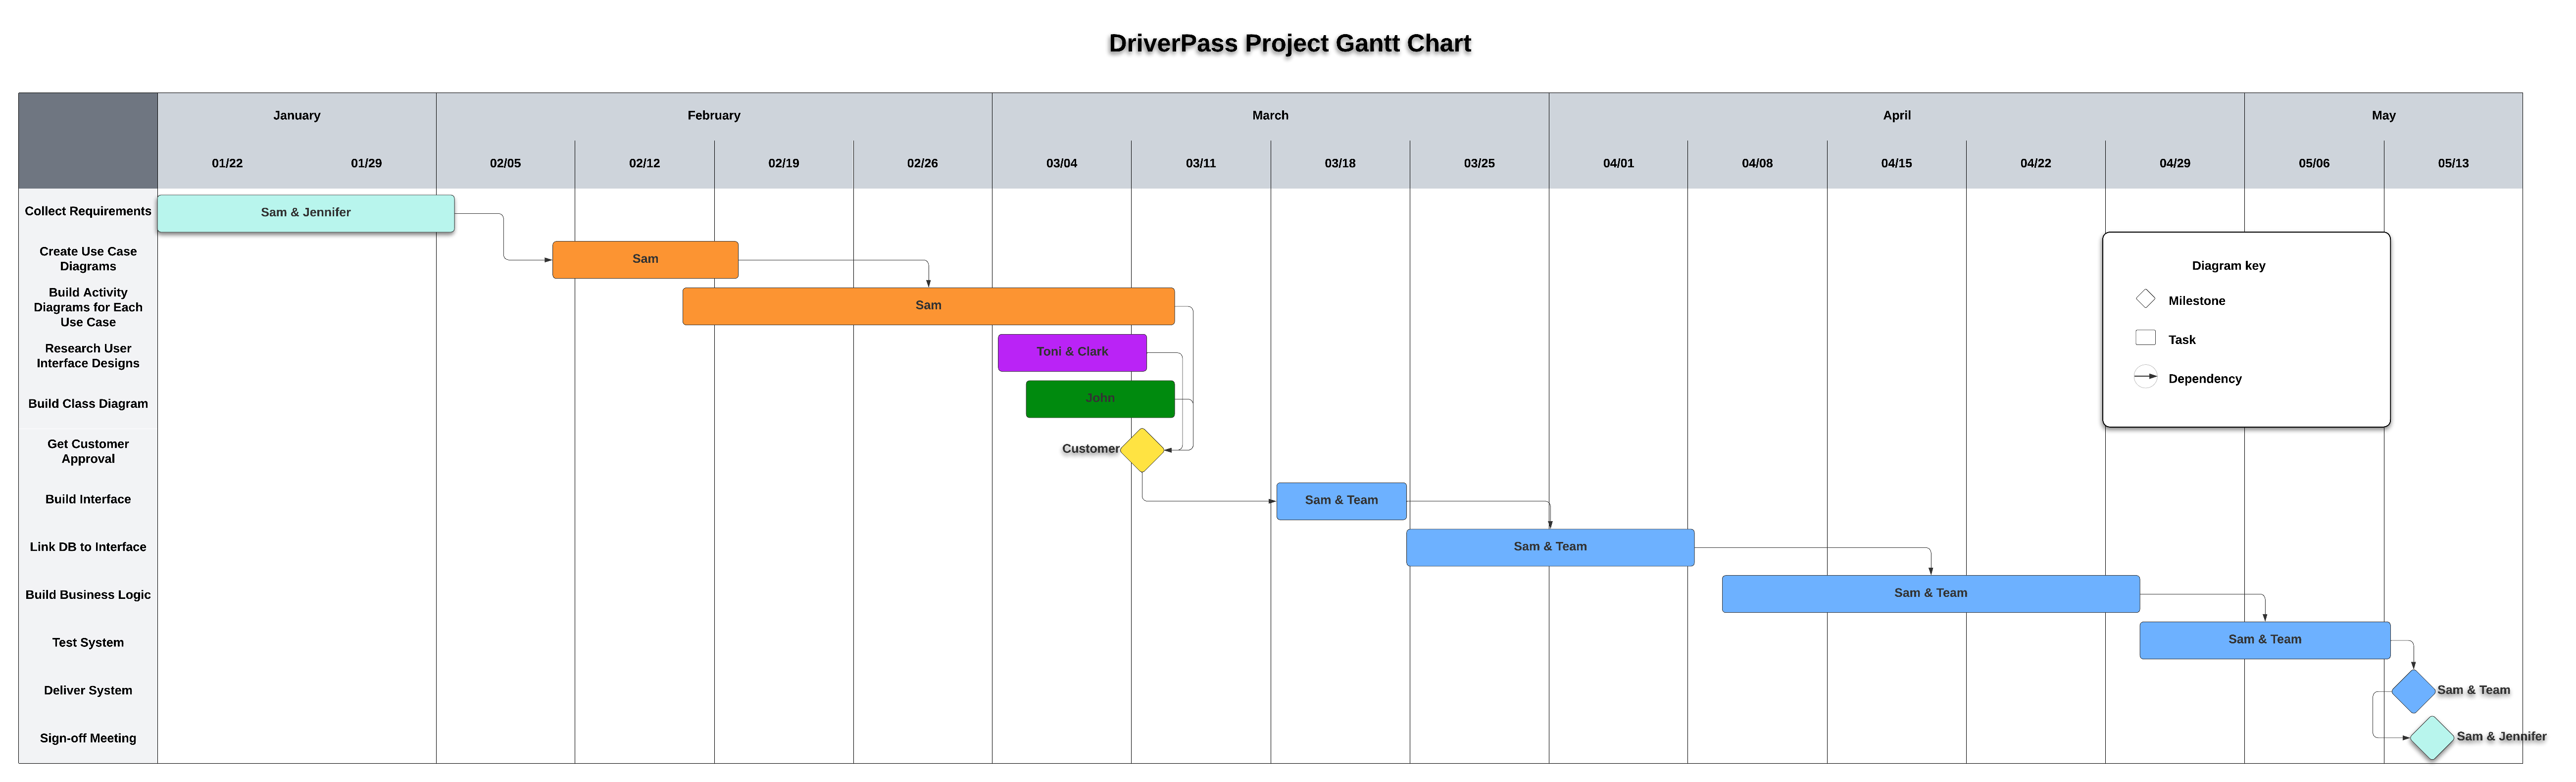 DriverPass Project Gantt Chart
January February March April May
01/22 01/29 02/05 02/12 02/19 02/26 03/04 03/11 03/18 03/25 04/01 04/08 04/15 04/22 04/29 05/06 05/13
Collect Requirements
Sam & Jennifer
Create Use Case
Diagrams
Sam
Build Activity
Diagrams for Each
Use Case
Sam
Research User
Interface Designs
Toni & Clark
Build Class Diagram
John
Get Customer
Approval
Customer
Build Interface
Sam & Team
Link DB to Interface
Sam & Team
Build Business Logic
Sam & Team
Test System
Sam & Team
Deliver System
Sam & Team
Sign-off Meeting
Sam & Jennifer
Diagram key
Milestone
Task
Dependency